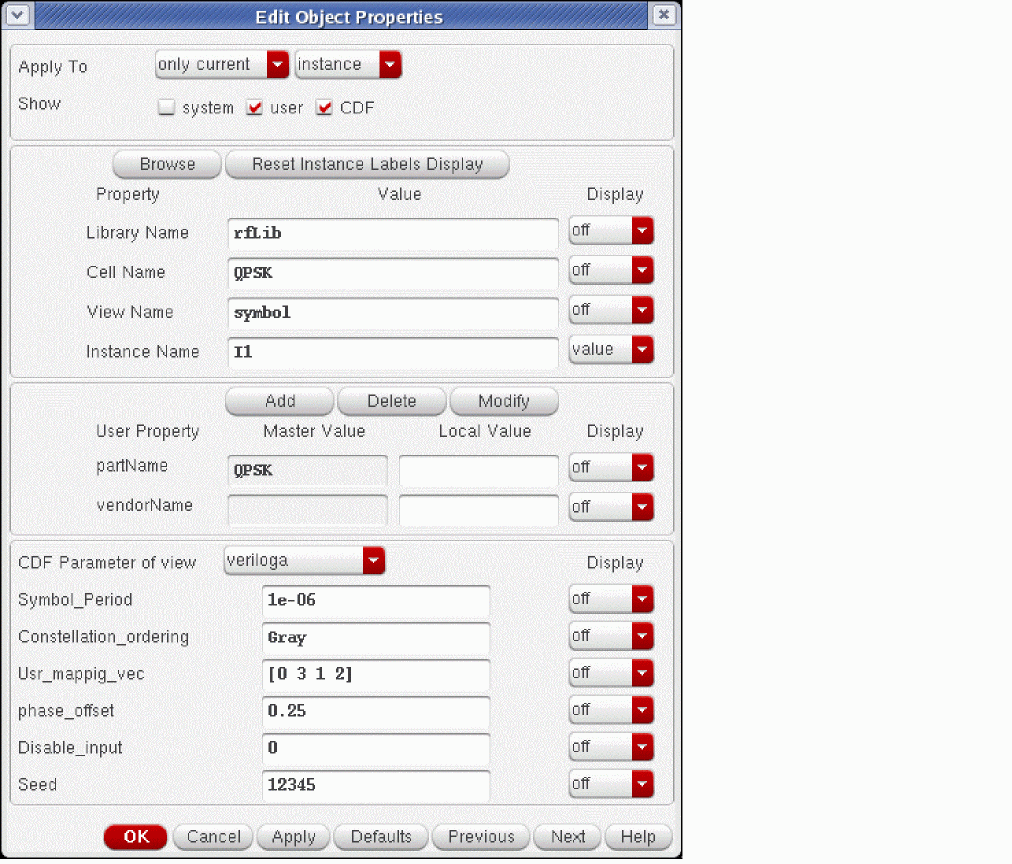 Edit Object Properties
Apply To only current instance
Show system user CDF
Browse Reset Instance Labels Display
Property Value Display
Library Name rfLib off
Cell Name QPSK off
View Name symbol off
Instance Name I1 value
Add Delete Modify
User Property Master Value Local Value Display
partName QPSK off
vendorName off
CDF Parameter of view veriloga Display
Symbol_Period 1e-06 off
Constellation_ordering Gray off
Usr_mappig_vec [0 3 1 2] off
phase_offset 0.25 off
Disable_input 0 off
Seed 12345 off
OK Cancel Apply Defaults Previous Next Help